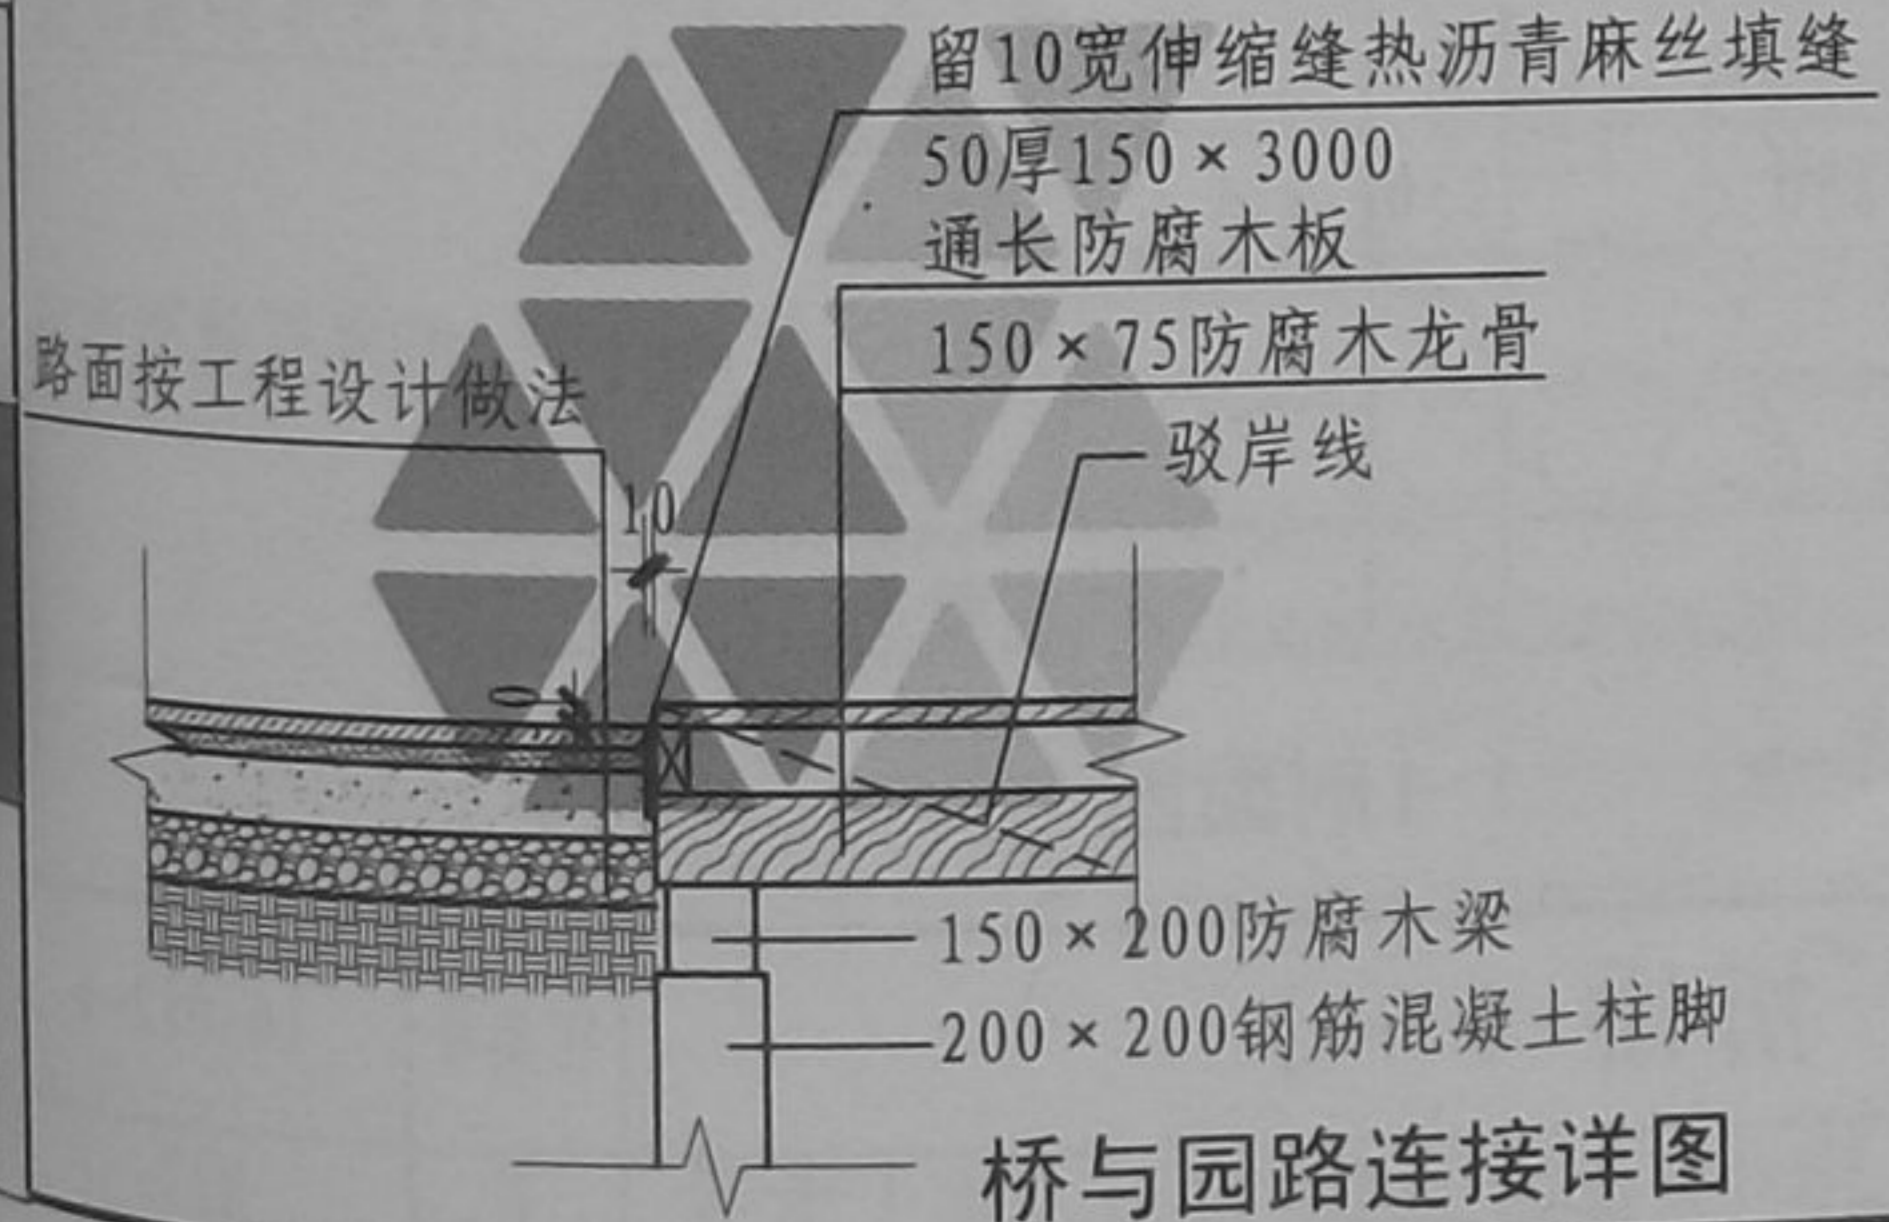 留10宽伸缩缝热沥青麻丝填缝
50厚150×3000
通长防腐木板
150×75防腐木龙骨
路面按工程设计做法
驳岸线
10
150×200防腐木梁
200×200钢筋混凝土柱脚
桥与园路连接详图